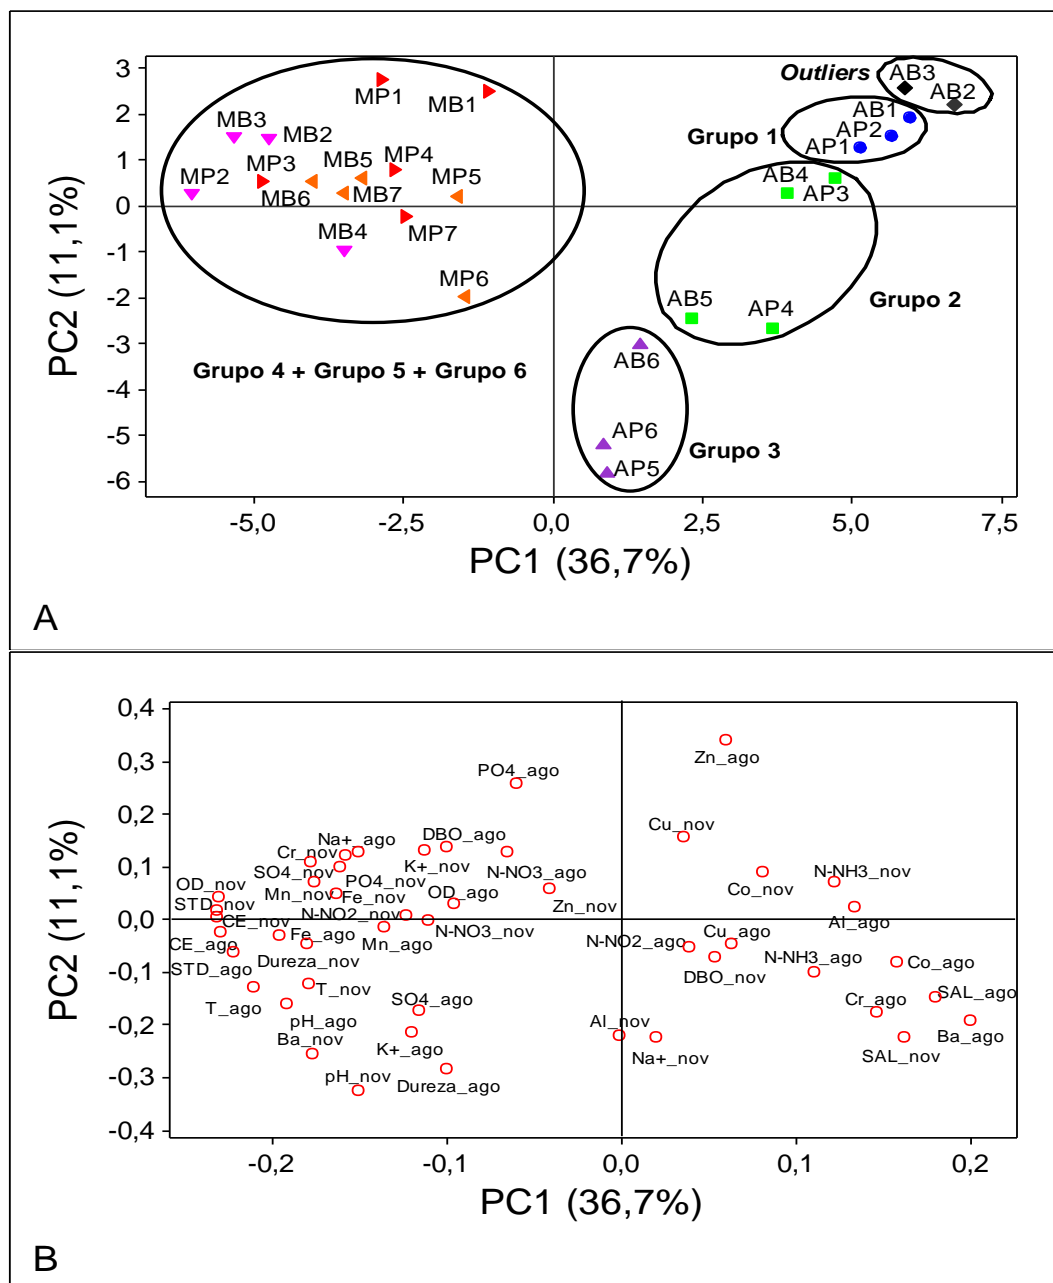 3
2
1
0
-1
-2
-3
-4
-5
-6
PC2 (11,1%)
Outliers
AB3
AB2
MP1
MB1
AB1
MB3
MB2
Grupo 1
AP2
AP1
MP3
MB5
MP4
MP2
MP5
AB4
MB6
MB7
AP3
MB4
MP7
MP6
AB5
AP4
Grupo 2
AB6
Grupo 4 + Grupo 5 + Grupo 6
AP6
Grupo 3
AP5
-5,0
-2,5
0,0
2,5
5,0
7,5
PC1 (36,7%)
A
0,4
0,3
0,2
0,1
0,0
-0,1
-0,2
-0,3
-0,4
PC2 (11,1%)
Zn_ago
PO4_ago
Cu_nov
Na+_ago
DBO_ago
Cr_nov
K+_nov
N-NO3_ago
SO4_nov
PO4_nov
Co_nov
N-NH3_nov
OD_nov
Mn_nov
Fe_nov
OD_ago
STD_nov
N-NO2_nov
Zn_nov
CE_nov
Al_ago
Fe_ago
Mn_ago
N-NO3_nov
Cu_ago
N-NO2_ago
CE_ago
Dureza_nov
N-NH3_ago
Co_ago
STD_ago
DBO_nov
T_nov
SO4_ago
Cr_ago
SAL_ago
T_ago
pH_ago
Al_nov
Ba_nov
K+_ago
Na+_nov
SAL_nov
Ba_ago
pH_nov
Dureza_ago
-0,2
-0,1
0,0
0,1
0,2
PC1 (36,7%)
B